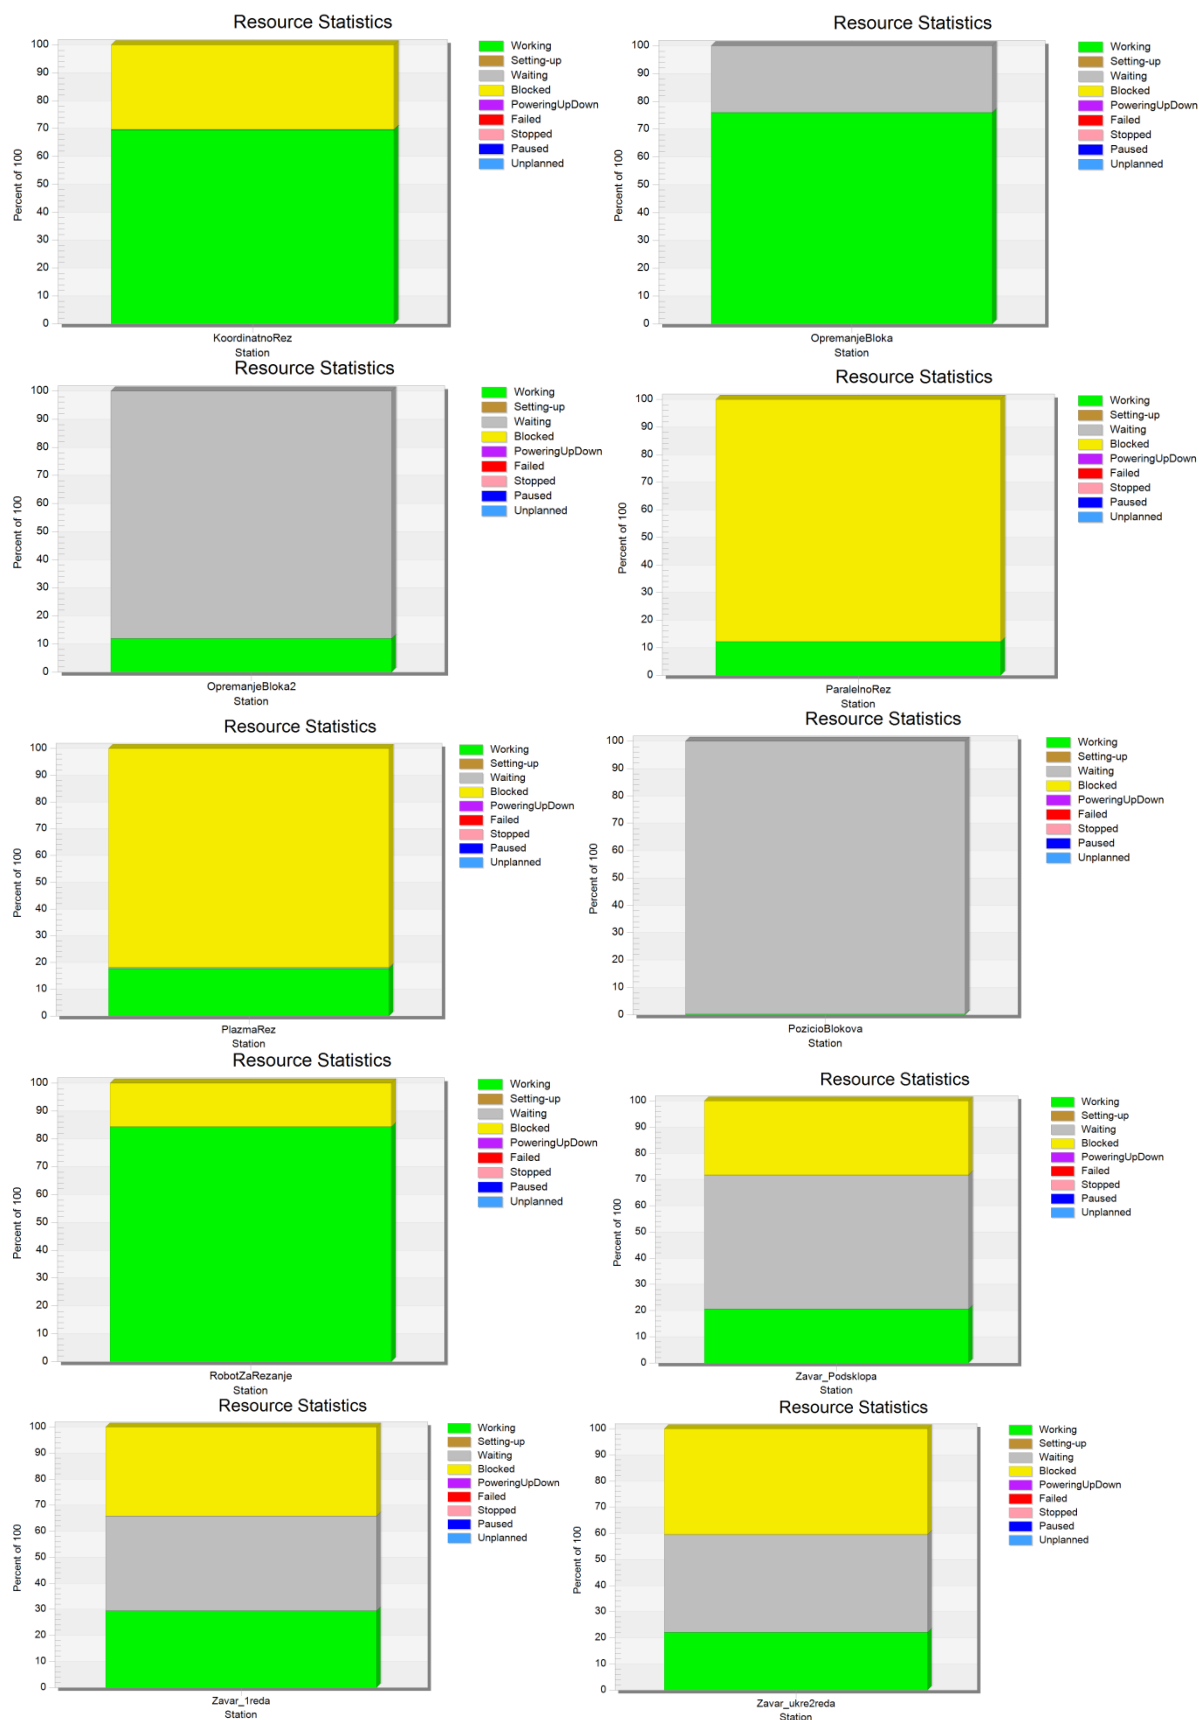 Resource Statistics
Percent of 100
100
90
80
70
60
50
40
30
20
10
0
KoordinatnoRez
Station
Working
Setting-up
Waiting
Blocked
PoweringUpDown
Failed
Stopped
Paused
Unplanned
Resource Statistics
Percent of 100
100
90
80
70
60
50
40
30
20
10
0
OpremanjeBloka
Station
Working
Setting-up
Waiting
Blocked
PoweringUpDown
Failed
Stopped
Paused
Unplanned
Resource Statistics
Percent of 100
100
90
80
70
60
50
40
30
20
10
0
OpremanjeBloka2
Station
Working
Setting-up
Waiting
Blocked
PoweringUpDown
Failed
Stopped
Paused
Unplanned
Resource Statistics
Percent of 100
100
90
80
70
60
50
40
30
20
10
0
ParalelnoRez
Station
Working
Setting-up
Waiting
Blocked
PoweringUpDown
Failed
Stopped
Paused
Unplanned
Resource Statistics
Percent of 100
100
90
80
70
60
50
40
30
20
10
0
PlazmaRez
Station
Working
Setting-up
Waiting
Blocked
PoweringUpDown
Failed
Stopped
Paused
Unplanned
Resource Statistics
Percent of 100
100
90
80
70
60
50
40
30
20
10
0
PozicioBlokova
Station
Working
Setting-up
Waiting
Blocked
PoweringUpDown
Failed
Stopped
Paused
Unplanned
Resource Statistics
Percent of 100
100
90
80
70
60
50
40
30
20
10
0
RobotZaRezanje
Station
Working
Setting-up
Waiting
Blocked
PoweringUpDown
Failed
Stopped
Paused
Unplanned
Resource Statistics
Percent of 100
100
90
80
70
60
50
40
30
20
10
0
Zavar_Podsklopa
Station
Working
Setting-up
Waiting
Blocked
PoweringUpDown
Failed
Stopped
Paused
Unplanned
Resource Statistics
Percent of 100
100
90
80
70
60
50
40
30
20
10
0
Zavar_1reda
Station
Working
Setting-up
Waiting
Blocked
PoweringUpDown
Failed
Stopped
Paused
Unplanned
Resource Statistics
Percent of 100
100
90
80
70
60
50
40
30
20
10
0
Zavar_ukre2reda
Station
Working
Setting-up
Waiting
Blocked
PoweringUpDown
Failed
Stopped
Paused
Unplanned